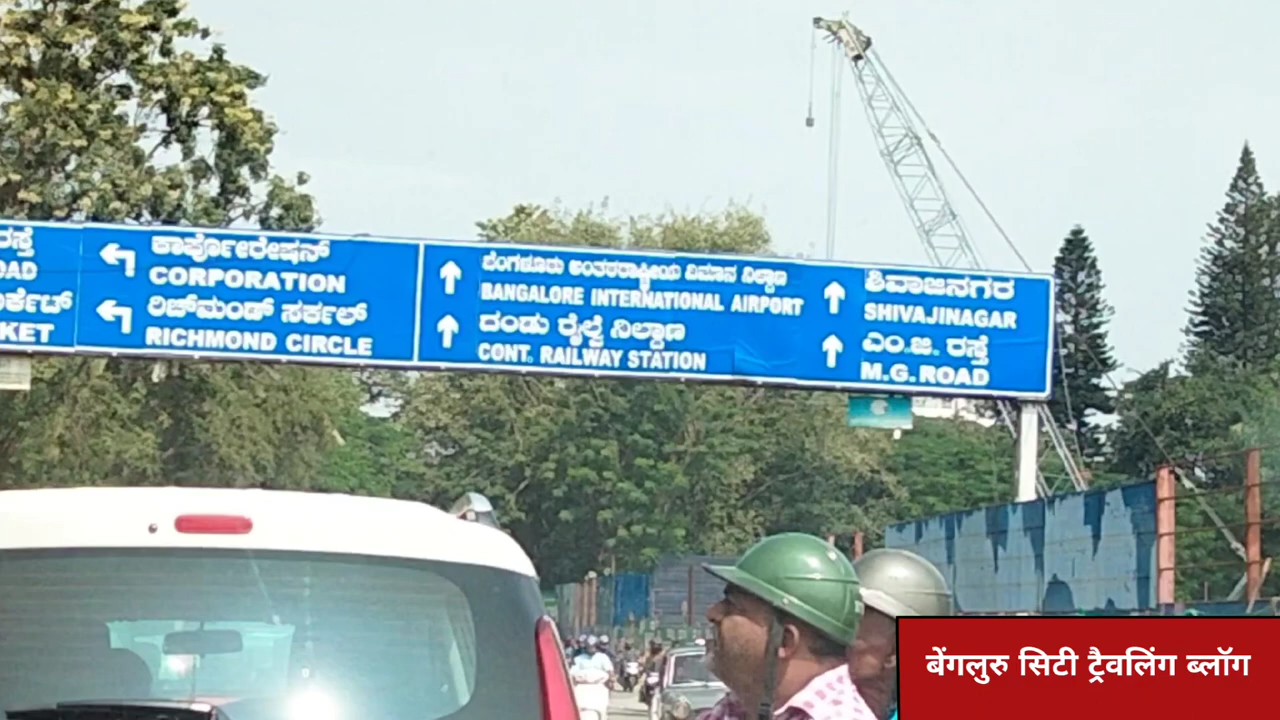 ರಸ್ತೆ
OAD
ರ್ಕೆಟ್
KET
ಕಾರ್ಪೋರೇಷನ್
CORPORATION
ರಿಚ್‌ಮಂಡ್ ಸರ್ಕಲ್
RICHMOND CIRCLE
ಬೆಂಗಳೂರು ಅಂತರರಾಷ್ಟ್ರೀಯ ವಿಮಾನ ನಿಲ್ದಾಣ
BANGALORE INTERNATIONAL AIRPORT
ದಂಡು ರೈಲ್ವೆ ನಿಲ್ದಾಣ
CONT. RAILWAY STATION
ಶಿವಾಜಿನಗರ
SHIVAJINAGAR
ಎಂ.ಜಿ. ರಸ್ತೆ
M.G. ROAD
बेंगलुरु सिटी ट्रैवलिंग ब्लॉग